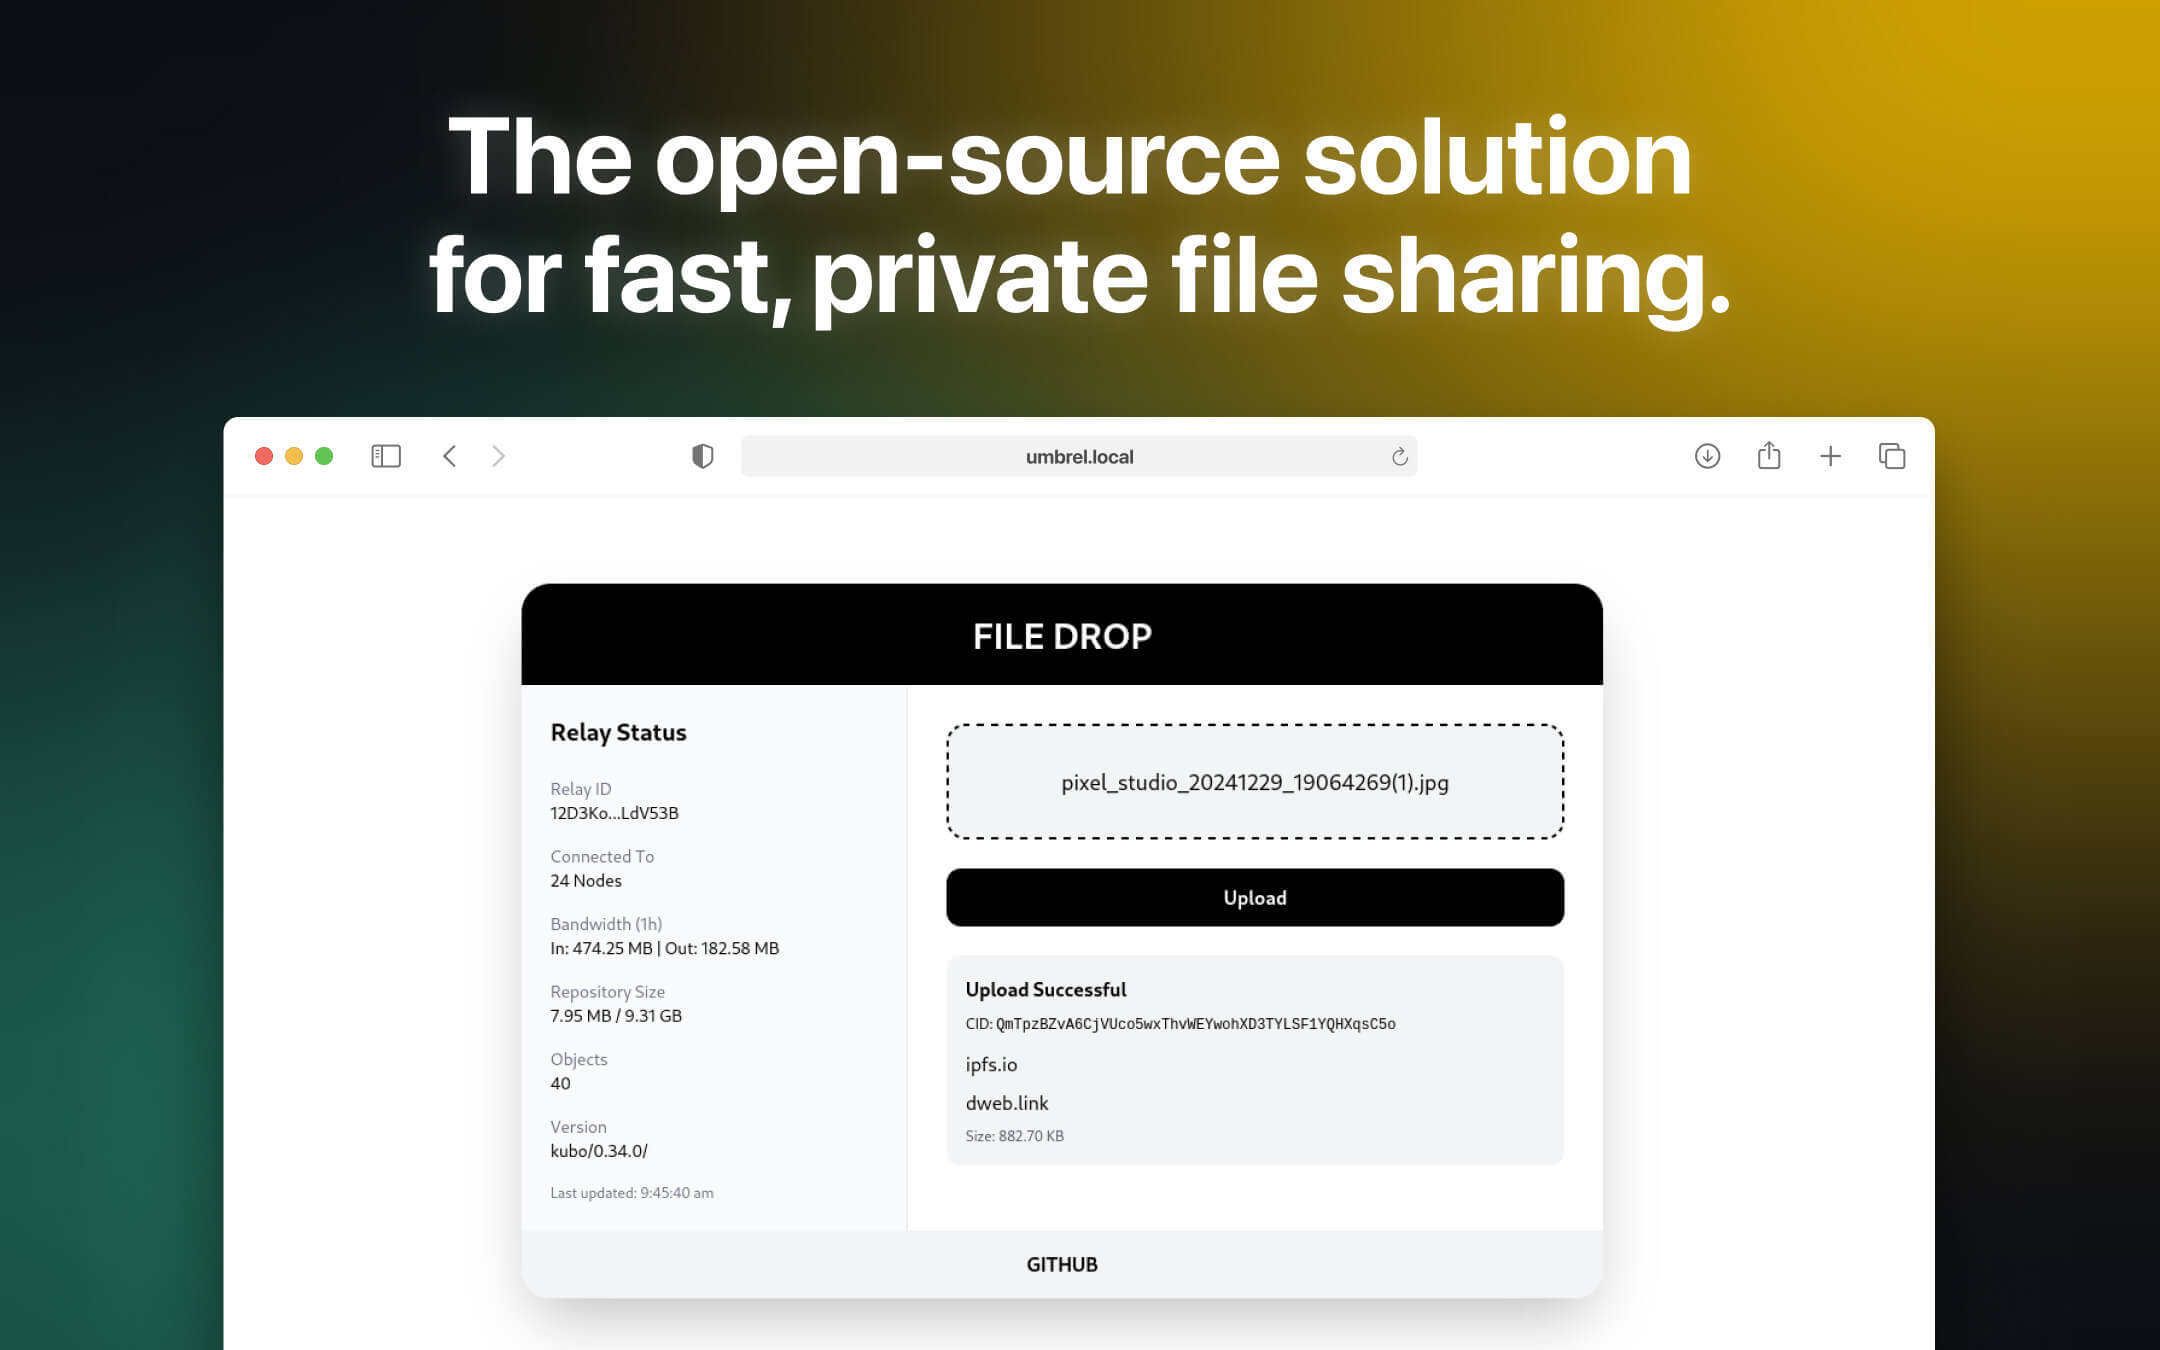 The open-source solution
for fast, private file sharing.
umbrel.local
FILE DROP
Relay Status
Relay ID
12D3Ko...LdV53B
Connected To
24 Nodes
Bandwidth (1h)
In: 474.25 MB | Out: 182.58 MB
Repository Size
7.95 MB / 9.31 GB
Objects
40
Version
kubo/0.34.0/
Last updated: 9:45:40 am
pixel_studio_20241229_19064269(1).jpg
Upload
Upload Successful
CID: QmTpzBZvA6CjVUco5wxThvWEYwohXD3TYLSF1YQHXqsC5o
ipfs.io
dweb.link
Size: 882.70 KB
GITHUB